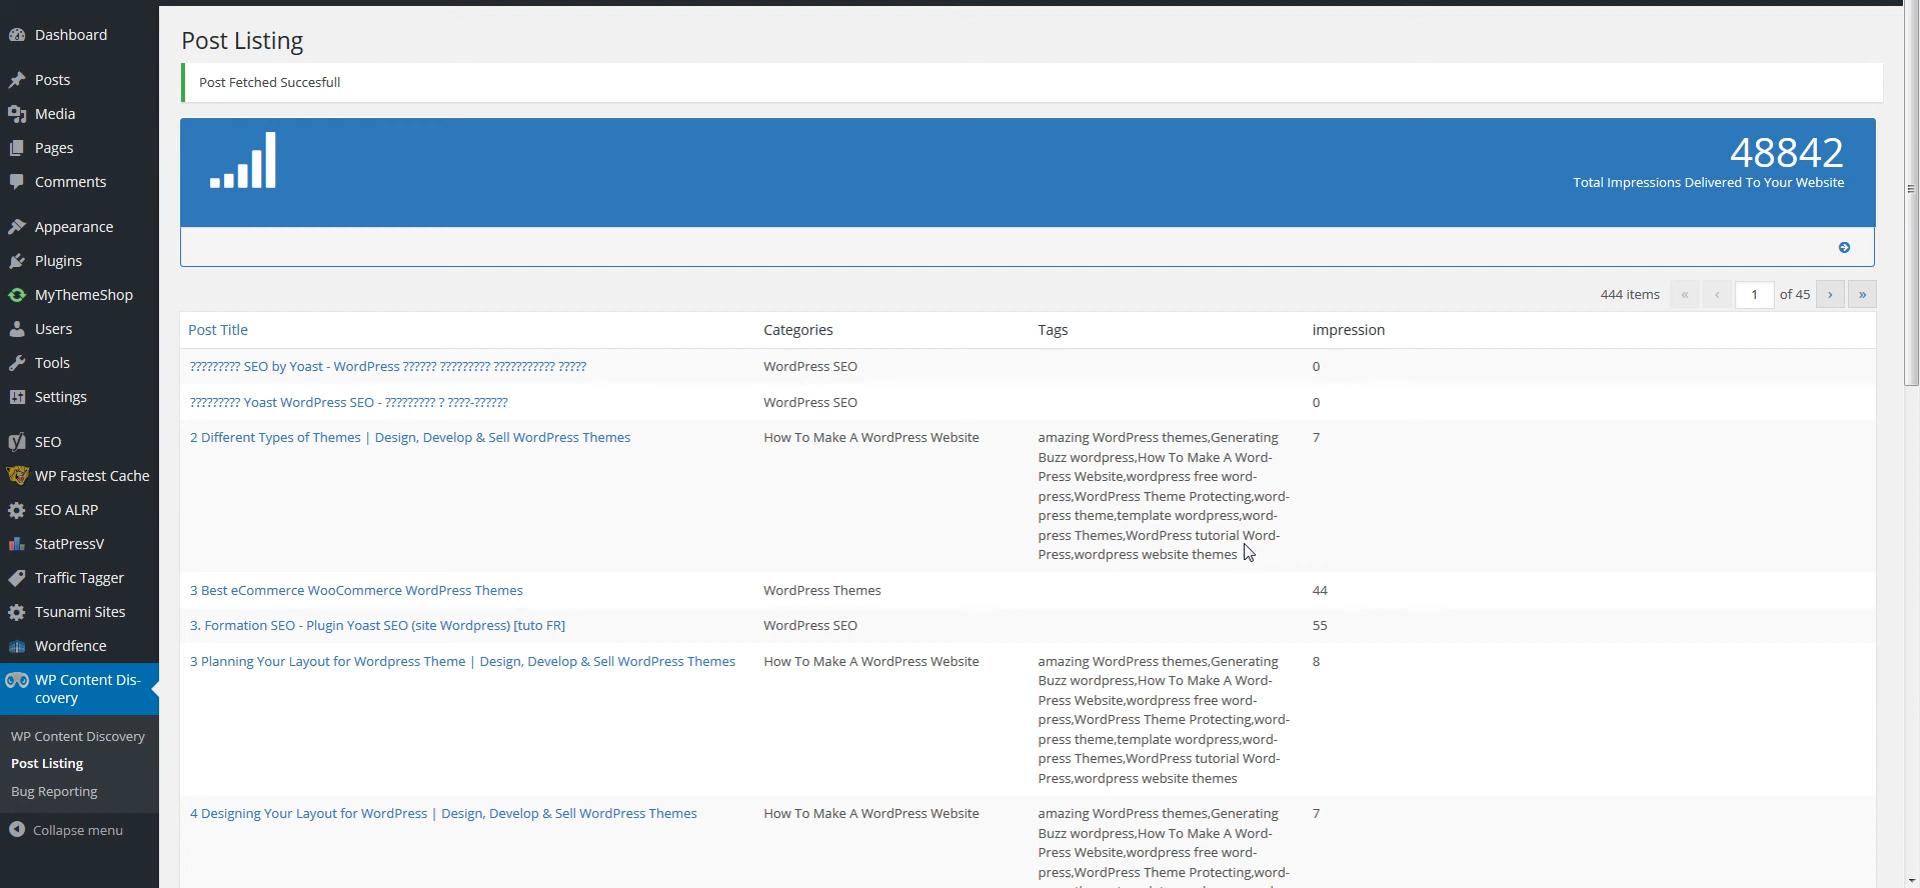 Dashboard
Posts
Media
Pages
Comments
Appearance
Plugins
MyThemeShop
Users
Tools
Settings
SEO
WP Fastest Cache
SEO ALRP
StatPressV
Traffic Tagger
Tsunami Sites
Wordfence
WP Content Dis-
covery
WP Content Discovery
Post Listing
Bug Reporting
Collapse menu
Post Listing
Post Fetched Succesfull
48842
Total Impressions Delivered To Your Website
444 items « ‹ 1 of 45 › »
Post Title Categories Tags impression
????????? SEO by Yoast - WordPress ?????? ????????? ??????????? ????? WordPress SEO 0
????????? Yoast WordPress SEO - ????????? ? ????-?????? WordPress SEO 0
2 Different Types of Themes | Design, Develop & Sell WordPress Themes How To Make A WordPress Website amazing WordPress themes,Generating 7
Buzz wordpress,How To Make A Word-
Press Website,wordpress free word-
press,WordPress Theme Protecting,word-
press theme,template wordpress,word-
press Themes,WordPress tutorial Word-
Press,wordpress website themes
3 Best eCommerce WooCommerce WordPress Themes WordPress Themes 44
3. Formation SEO - Plugin Yoast SEO (site Wordpress) [tuto FR] WordPress SEO 55
3 Planning Your Layout for Wordpress Theme | Design, Develop & Sell WordPress Themes How To Make A WordPress Website amazing WordPress themes,Generating 8
Buzz wordpress,How To Make A Word-
Press Website,wordpress free word-
press,WordPress Theme Protecting,word-
press theme,template wordpress,word-
press Themes,WordPress tutorial Word-
Press,wordpress website themes
4 Designing Your Layout for WordPress | Design, Develop & Sell WordPress Themes How To Make A WordPress Website amazing WordPress themes,Generating 7
Buzz wordpress,How To Make A Word-
Press Website,wordpress free word-
press,WordPress Theme Protecting,word-